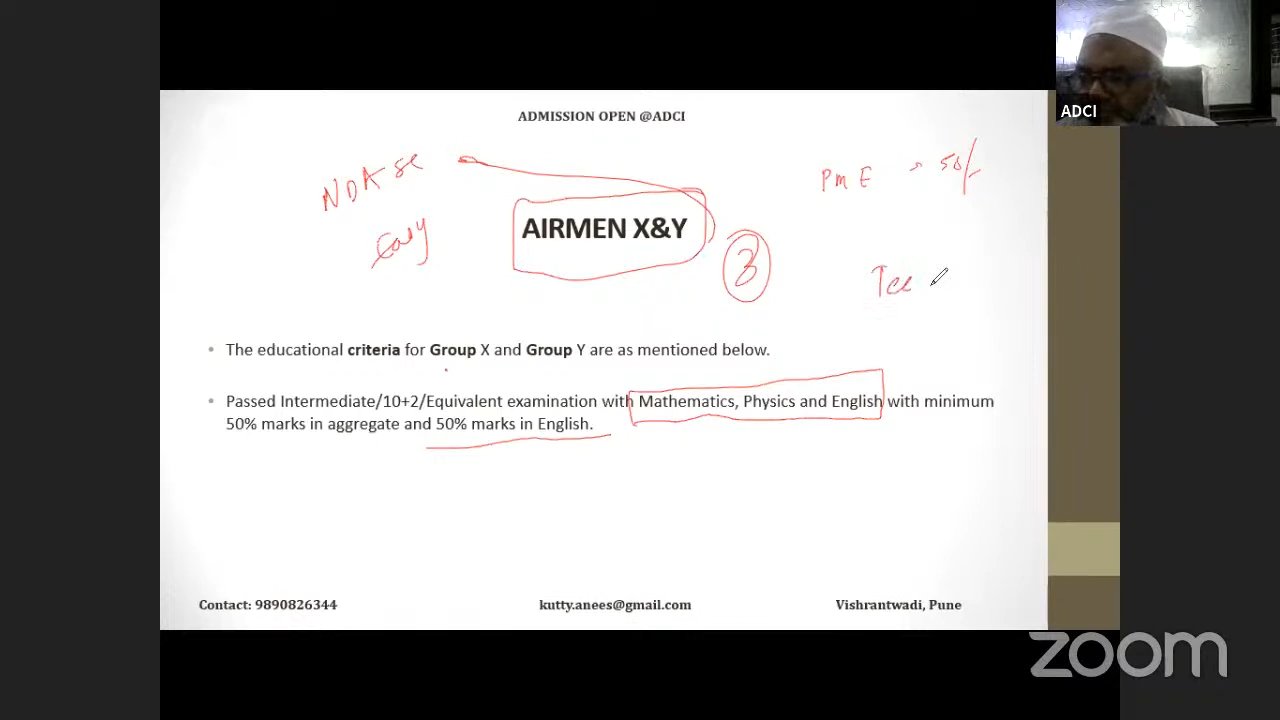 ADMISSION OPEN @ADCI
ADCI
NDA se
Easy
PME 50%
AIRMEN X&Y
3
• The educational criteria for Group X and Group Y are as mentioned below.
• Passed Intermediate/10+2/Equivalent examination with Mathematics, Physics and English with minimum
50% marks in aggregate and 50% marks in English.
Contact: 9890826344
kutty.anees@gmail.com
Vishrantwadi, Pune
zoom